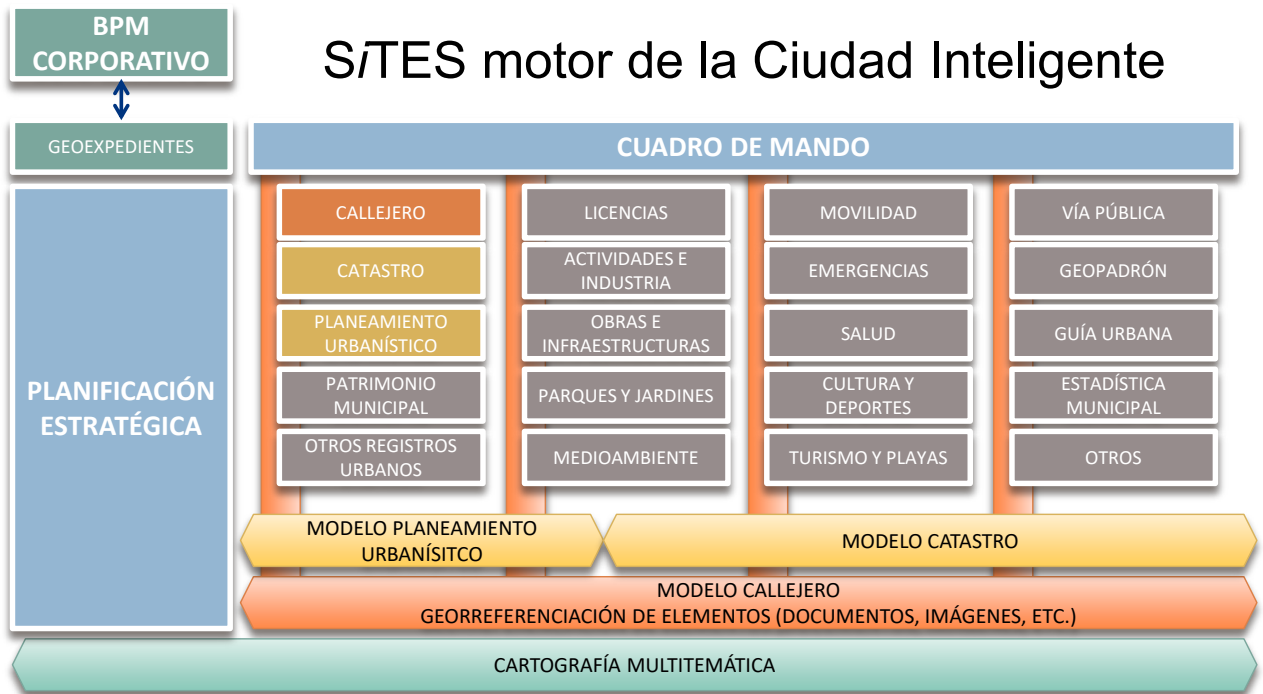 BPM
CORPORATIVO
SiTES motor de la Ciudad Inteligente
GEOEXPEDIENTES
CUADRO DE MANDO
PLANIFICACIÓN
ESTRATÉGICA
CALLEJERO
CATASTRO
PLANEAMIENTO
URBANÍSTICO
PATRIMONIO
MUNICIPAL
OTROS REGISTROS
URBANOS
LICENCIAS
ACTIVIDADES E
INDUSTRIA
OBRAS E
INFRAESTRUCTURAS
PARQUES Y JARDINES
MEDIOAMBIENTE
MOVILIDAD
EMERGENCIAS
SALUD
CULTURA Y
DEPORTES
TURISMO Y PLAYAS
VÍA PÚBLICA
GEOPADRÓN
GUÍA URBANA
ESTADÍSTICA
MUNICIPAL
OTROS
MODELO PLANEAMIENTO
URBANÍSITCO
MODELO CATASTRO
MODELO CALLEJERO
GEORREFERENCIACIÓN DE ELEMENTOS (DOCUMENTOS, IMÁGENES, ETC.)
CARTOGRAFÍA MULTITEMÁTICA